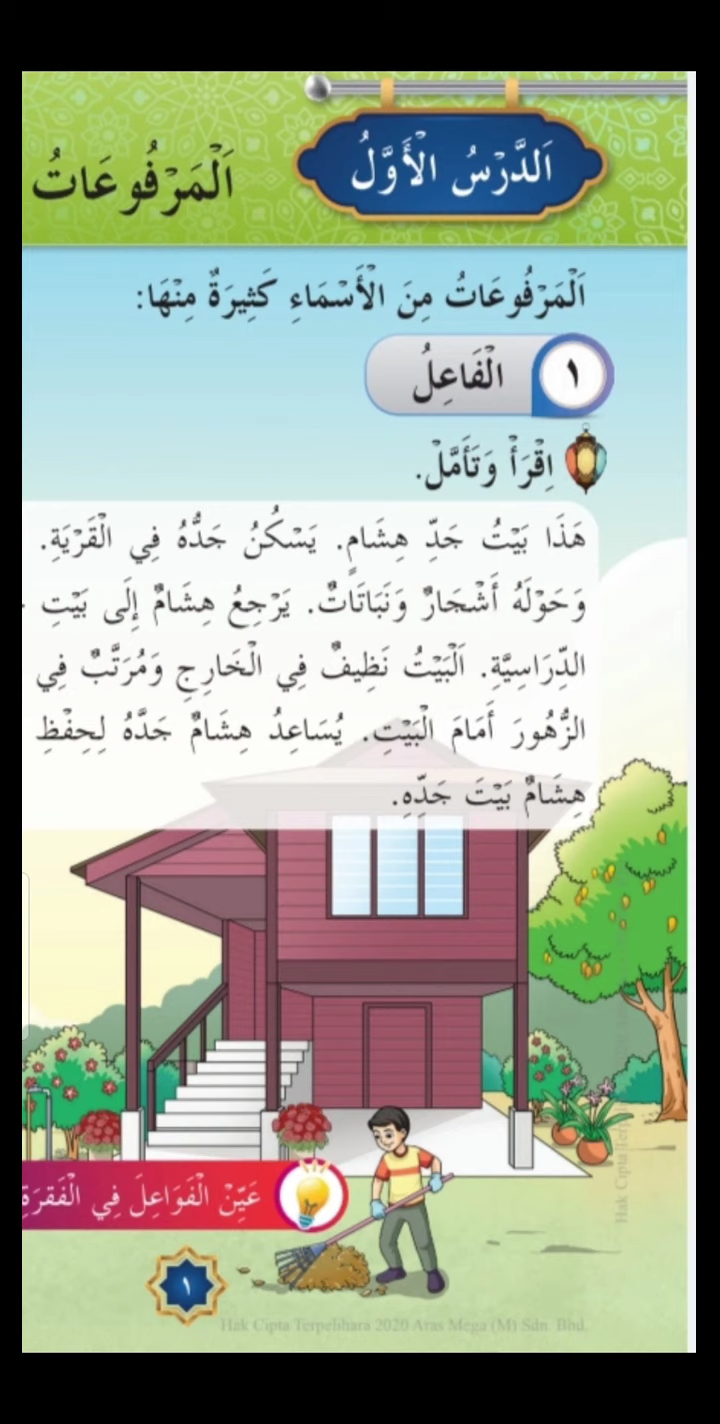 اَلدَّرْسُ الْأَوَّلُ
اَلْمَرْفُوعَاتُ
اَلْمَرْفُوعَاتُ مِنَ الْأَسْمَاءِ كَثِيرَةٌ مِنْهَا:
١ الْفَاعِلُ
اِقْرَأْ وَتَأَمَّلْ.
هَذَا بَيْتُ جَدِّ هِشَامٍ. يَسْكُنُ جَدُّهُ فِي الْقَرْيَةِ.
وَحَوْلَهُ أَشْجَارٌ وَنَبَاتَاتٌ. يَرْجِعُ هِشَامٌ إِلَى بَيْتِ
الدِّرَاسِيَّةِ. اَلْبَيْتُ نَظِيفٌ فِي الْخَارِجِ وَمُرَتَّبٌ فِي
الزُّهُورَ أَمَامَ الْبَيْتِ. يُسَاعِدُ هِشَامٌ جَدَّهُ لِحِفْظِ
هِشَامٌ بَيْتَ جَدِّهِ.
عَيِّنْ الْفَوَاعِلَ فِي الْفَقرَةِ
١
Hak Cipta Terpelihara 2020 Aras Mega (M) Sdn. Bhd.